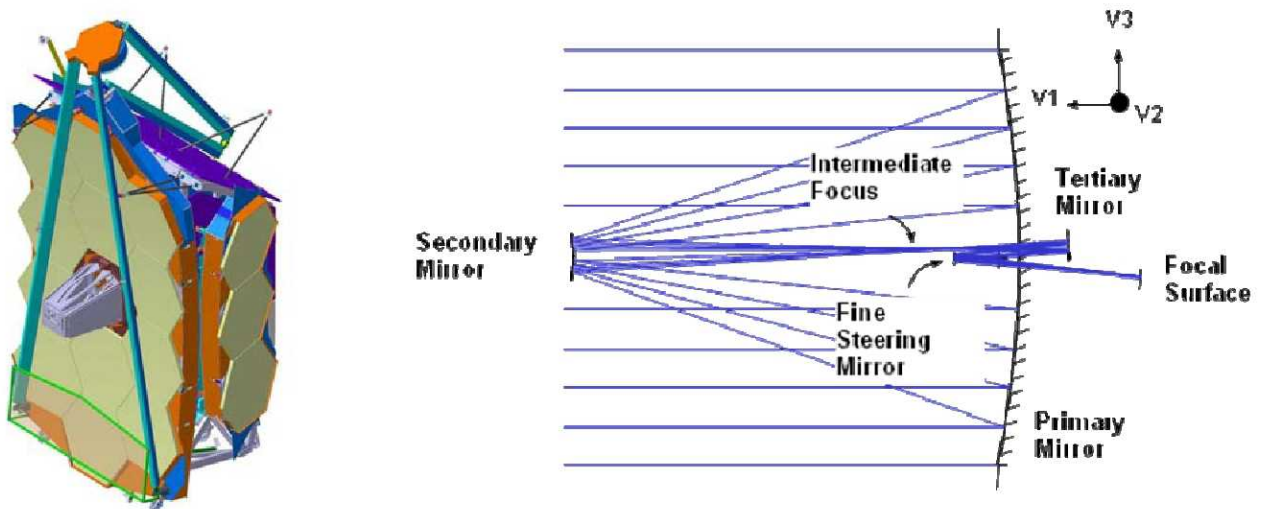 V3
V1
V2
Intermediate
Focus
Tertiary
Mirror
Secondary
Mirror
Focal
Surface
Fine
Steering
Mirror
Primary
Mirror